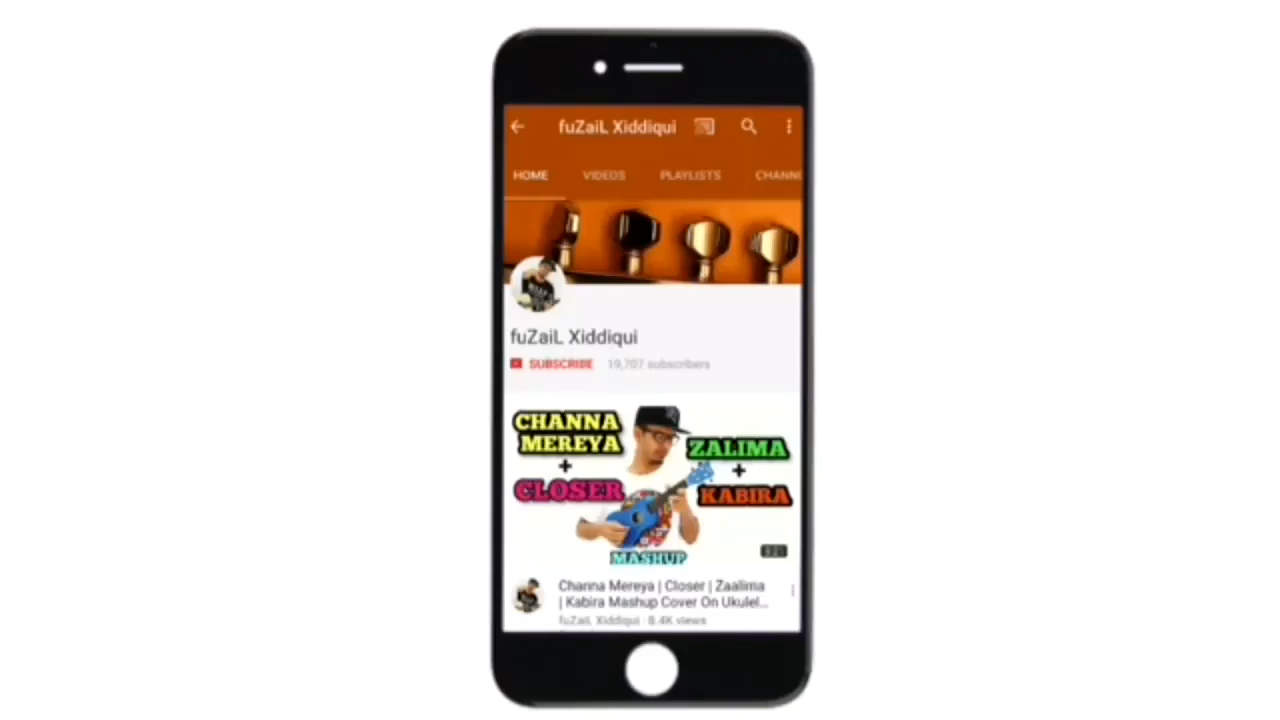 fuZaiL Xiddiqui
HOME VIDEOS PLAYLISTS CHANN
fuZaiL Xiddiqui
SUBSCRIBE 19,707 subscribers
CHANNA
MEREYA
+
CLOSER
ZALIMA
+
KABIRA
MASHUP
Channa Mereya | Closer | Zaalima
| Kabira Mashup Cover On Ukulel...
fuZaiL Xiddiqui · 8.4K views